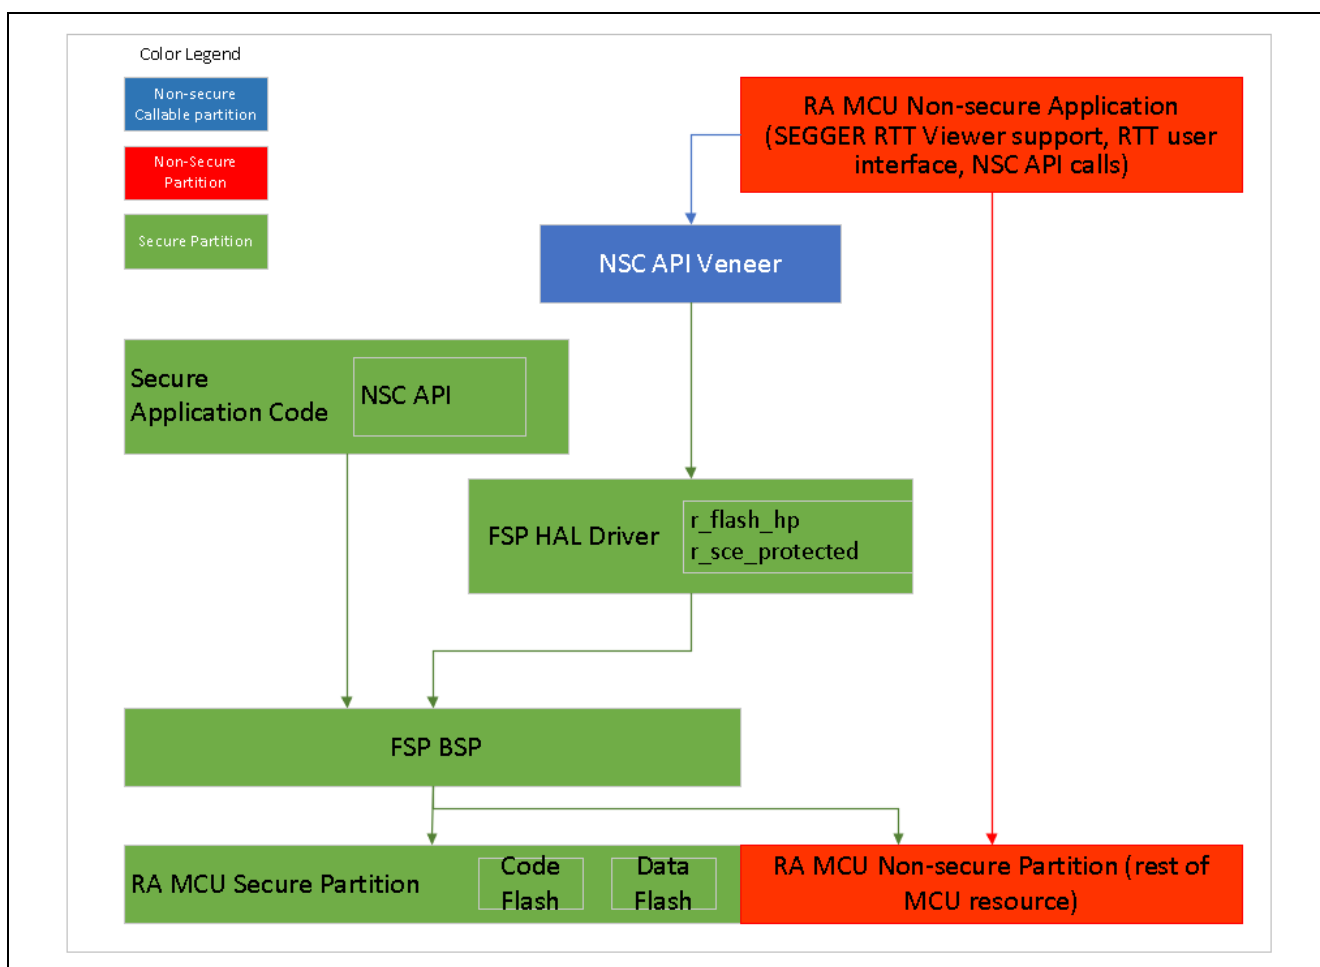 Color Legend
Non-secure
Callable partition
Non-Secure
Partition
Secure Partition
RA MCU Non-secure Application
(SEGGER RTT Viewer support, RTT user
interface, NSC API calls)
NSC API Veneer
Secure
Application Code
NSC API
FSP HAL Driver
r_flash_hp
r_sce_protected
FSP BSP
RA MCU Secure Partition
Code
Flash
Data
Flash
RA MCU Non-secure Partition (rest of
MCU resource)